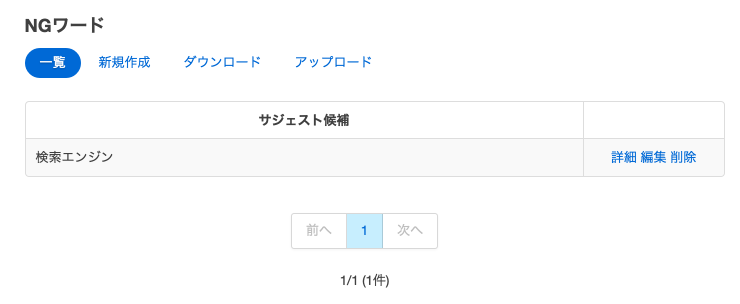 NGワード
一覧 新規作成 ダウンロード アップロード
サジェスト候補
検索エンジン 詳細 編集 削除
前へ 1 次へ
1/1 (1件)